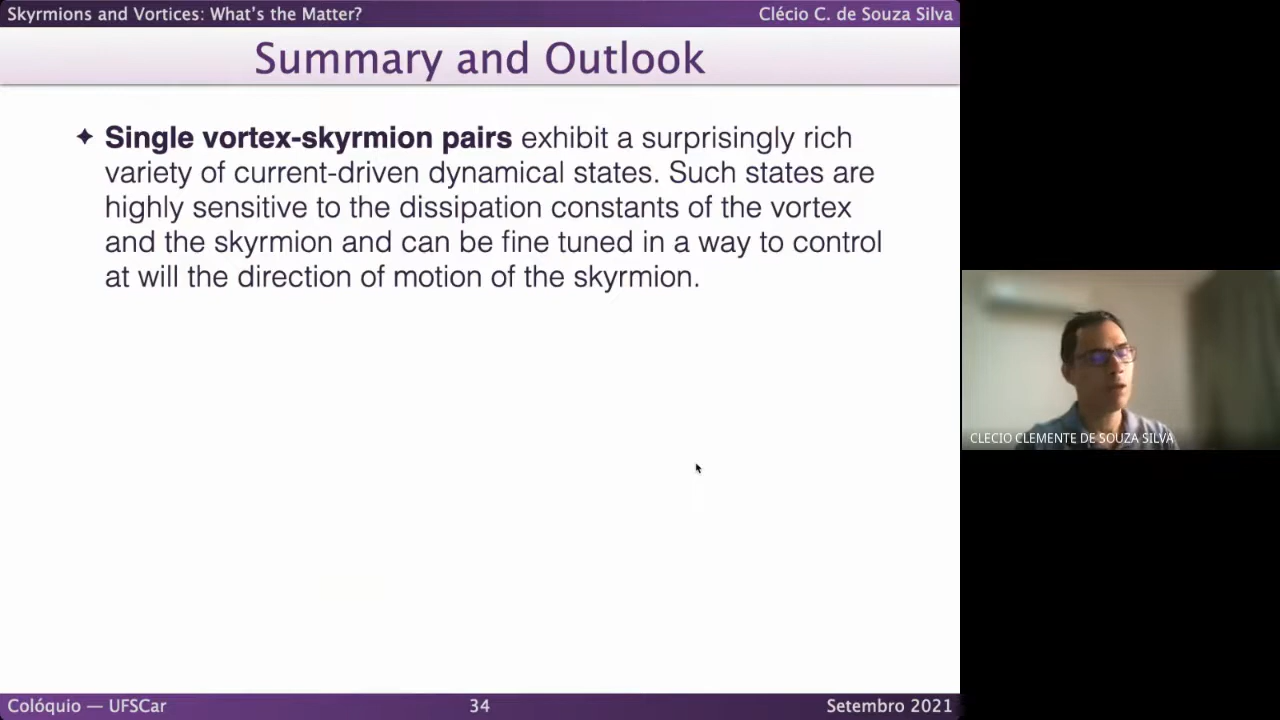 Skyrmions and Vortices: What's the Matter?
Clécio C. de Souza Silva
Summary and Outlook
✦ Single vortex-skyrmion pairs exhibit a surprisingly rich
variety of current-driven dynamical states. Such states are
highly sensitive to the dissipation constants of the vortex
and the skyrmion and can be fine tuned in a way to control
at will the direction of motion of the skyrmion.
CLECIO CLEMENTE DE SOUZA SILVA
Colóquio — UFSCar
34
Setembro 2021